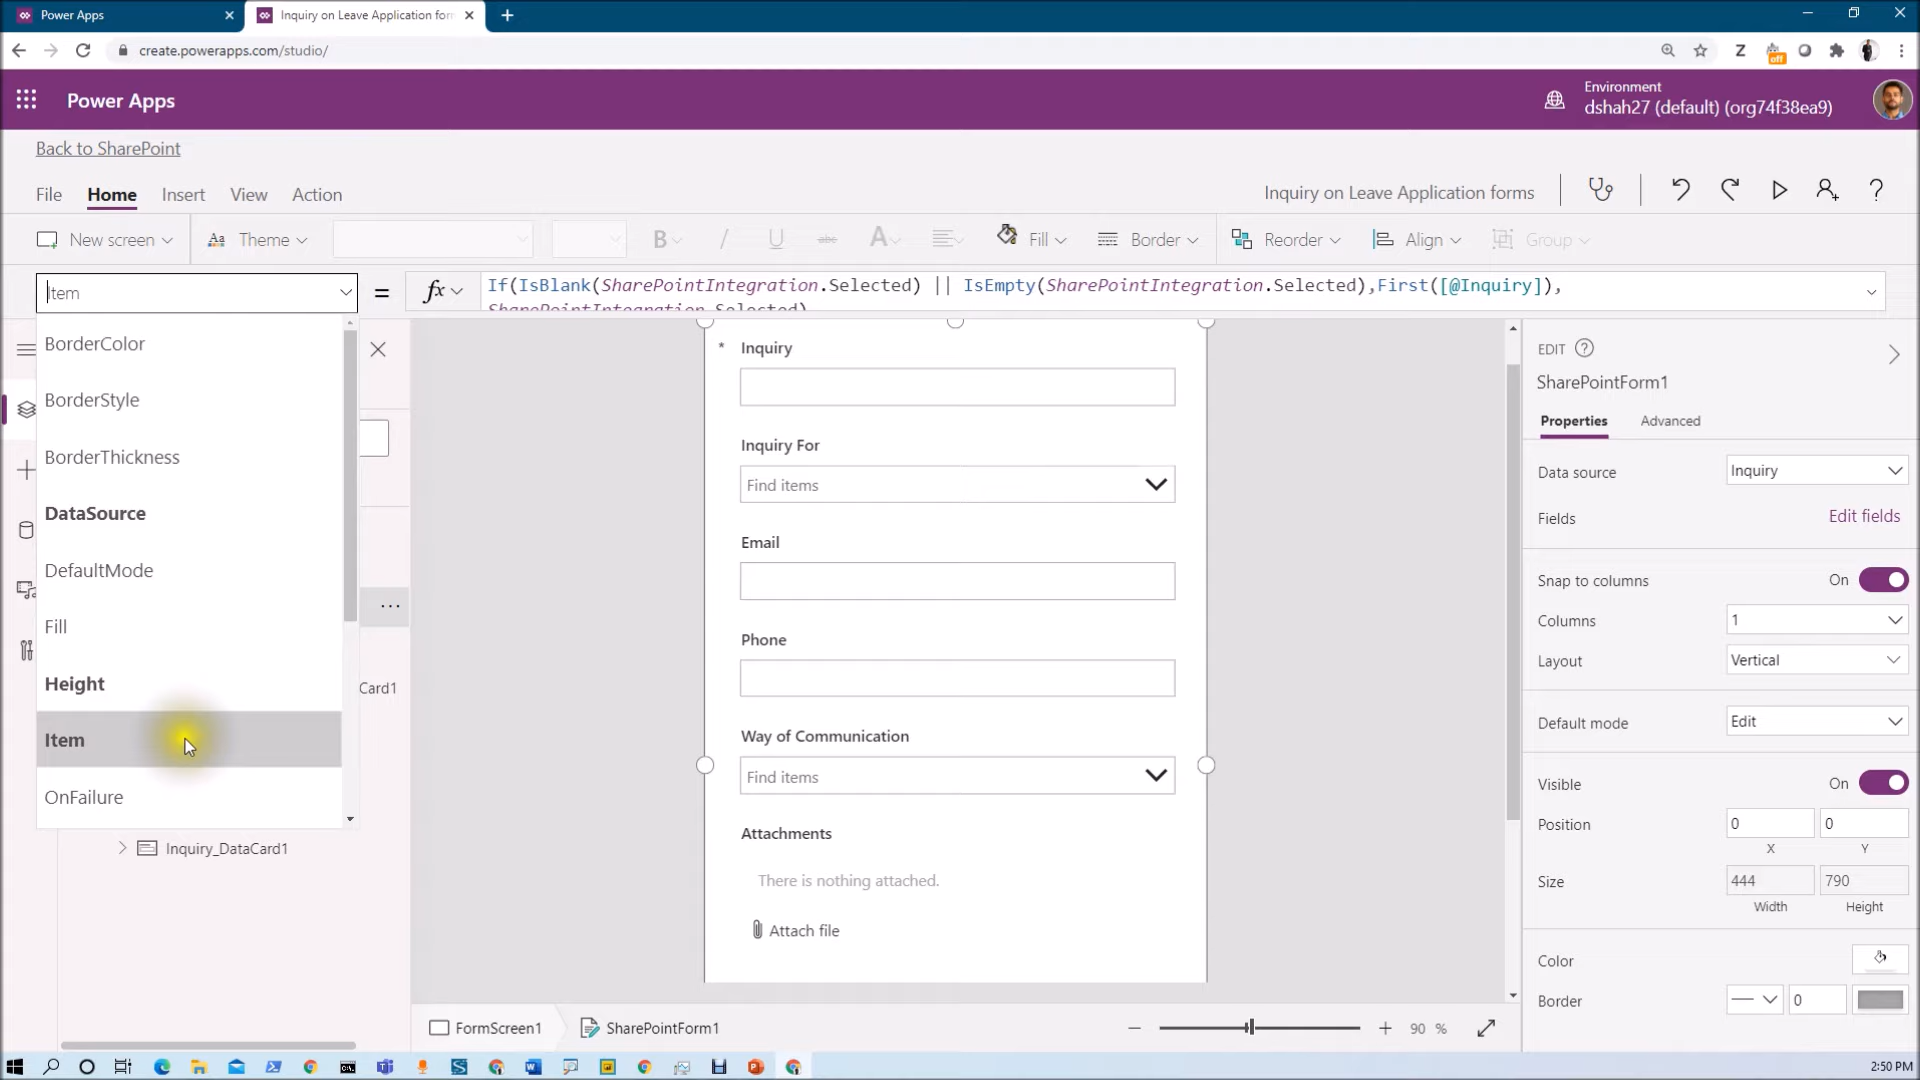 Power Apps
Inquiry on Leave Application form
create.powerapps.com/studio/
Z
off
Power Apps
Environment
dshah27 (default) (org74f38ea9)
Back to SharePoint
File Home Insert View Action
Inquiry on Leave Application forms
New screen
Theme
B
I
U
abc
A
Fill
Border
Reorder
Align
Group
Item
=
fx
If(IsBlank(SharePointIntegration.Selected) || IsEmpty(SharePointIntegration.Selected),First([@Inquiry]),
SharePointIntegration.Selected)
BorderColor
BorderStyle
BorderThickness
DataSource
DefaultMode
Fill
Height
Item
OnFailure
Card1
Inquiry_DataCard1
* Inquiry
Inquiry For
Find items
Email
Phone
Way of Communication
Find items
Attachments
There is nothing attached.
Attach file
EDIT
SharePointForm1
Properties Advanced
Data source Inquiry
Fields Edit fields
Snap to columns On
Columns 1
Layout Vertical
Default mode Edit
Visible On
Position 0 0
X Y
Size 444 790
Width Height
Color
Border 0
FormScreen1
SharePointForm1
90 %
2:50 PM